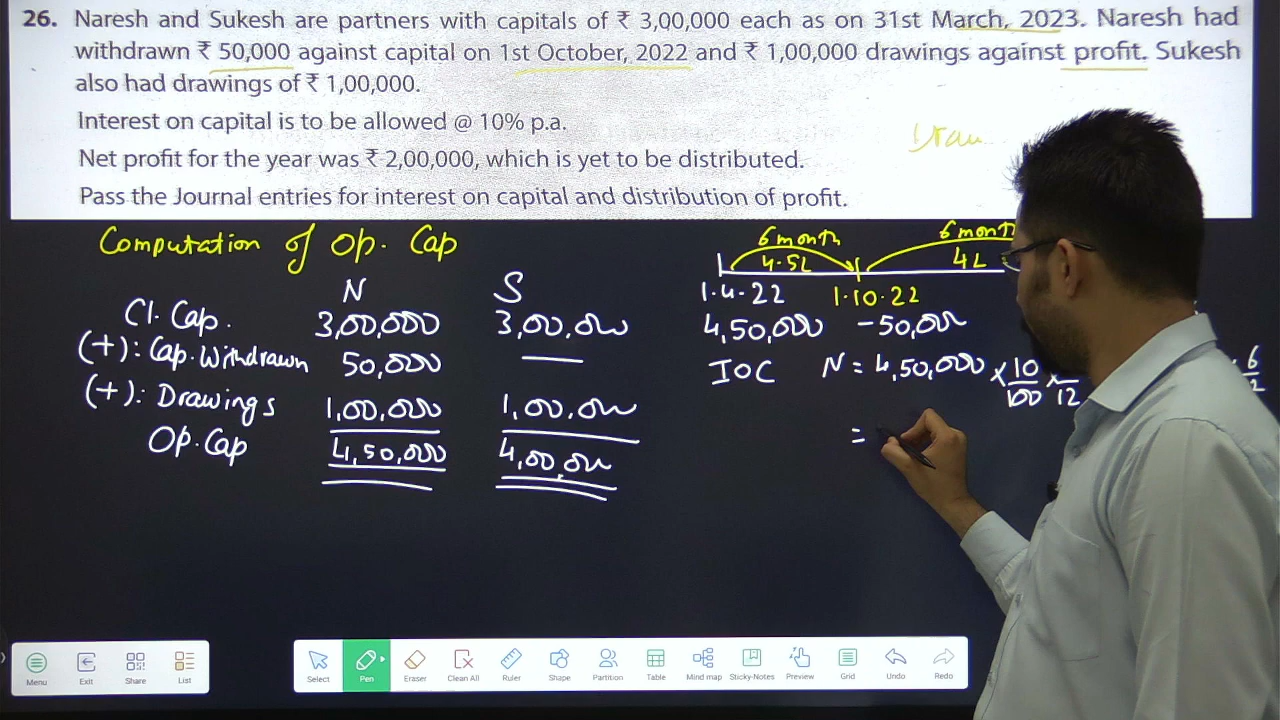 26. Naresh and Sukesh are partners with capitals of ₹ 3,00,000 each as on 31st March, 2023. Naresh had
withdrawn ₹ 50,000 against capital on 1st October, 2022 and ₹ 1,00,000 drawings against profit. Sukesh
also had drawings of ₹ 1,00,000.
Interest on capital is to be allowed @ 10% p.a.
Net profit for the year was ₹ 2,00,000, which is yet to be distributed.
Pass the Journal entries for interest on capital and distribution of profit.
Draw
Computation of Op. Cap
N S
Cl. Cap. 3,00,000 3,00,000
(+): Cap. Withdrawn 50,000 —
(+): Drawings 1,00,000 1,00,000
Op. Cap 4,50,000 4,00,000
6 month 6 month
4.5L 4L
1.4.22 1.10.22
4,50,000 -50,000
IOC N = 4,50,000 × 10/100 × /12
6
2
=
Menu Exit Share List
Select Pen Eraser Clean All Ruler Shape Partition Table Mind map Sticky-Notes Preview Grid Undo Redo